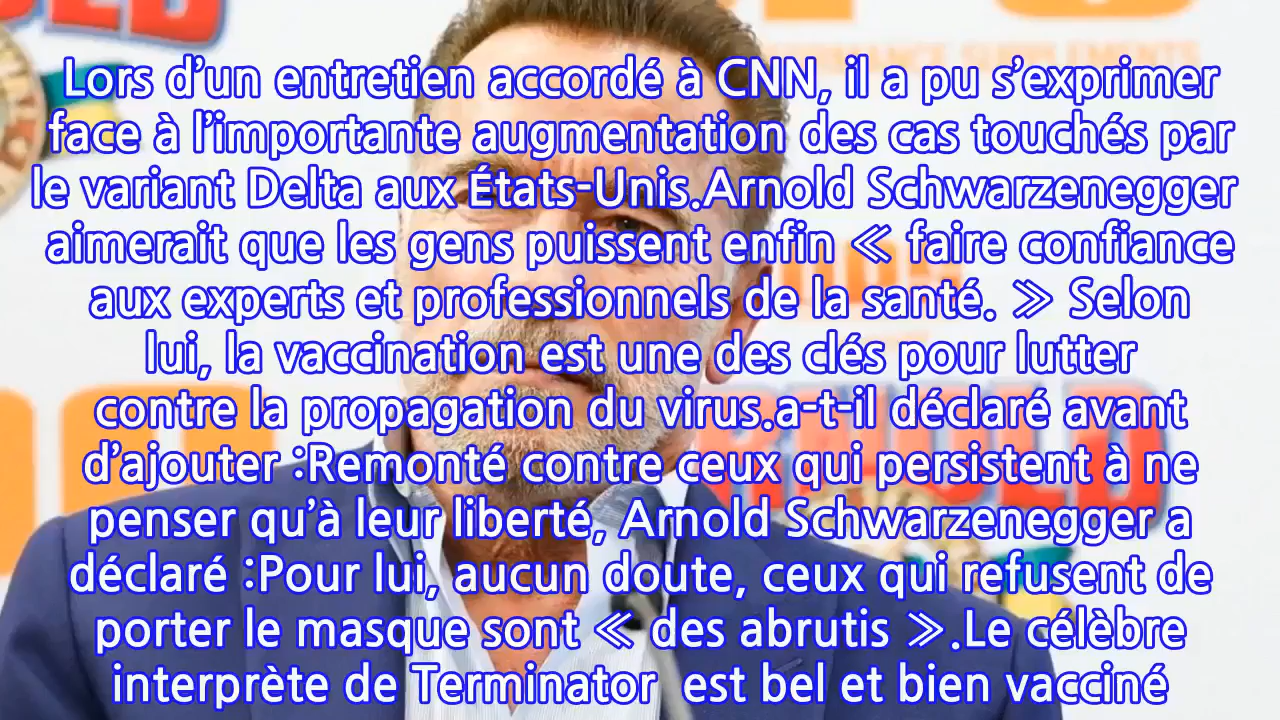 Lors d’un entretien accordé à CNN, il a pu s’exprimer
face à l’importante augmentation des cas touchés par
le variant Delta aux États-Unis.Arnold Schwarzenegger
aimerait que les gens puissent enfin « faire confiance
aux experts et professionnels de la santé. » Selon
lui, la vaccination est une des clés pour lutter
contre la propagation du virus.a-t-il déclaré avant
d’ajouter :Remonté contre ceux qui persistent à ne
penser qu’à leur liberté, Arnold Schwarzenegger a
déclaré :Pour lui, aucun doute, ceux qui refusent de
porter le masque sont « des abrutis ».Le célèbre
interprète de Terminator  est bel et bien vacciné